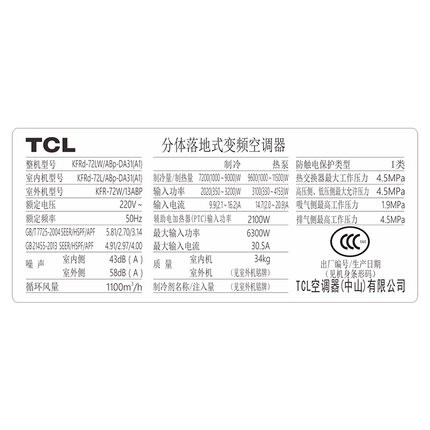 TCL 分体落地式变频空调器
整机型号 KFRd-72LW/ABp-DA31(A1)
室内机型号 KFRd-72L/ABp-DA31(A1)
室外机型号 KFR-72W/13ABP
额定电压 220V~
额定频率 50Hz
GB/T7725-2004 SEER/HSPF/APF 5.81/2.70/3.14
GB21455-2013 SEER/HSPF/APF 4.91/2.97/4.00
噪声 室内侧 43dB(A)
室外侧 58dB(A)
循环风量 1100m³/h
制冷 热泵
制冷量/制热量 7200(1000~9000)W 9600(1000~11500)W
输入功率 2020(350~3200)W 3100(330~4153)W
输入电流 9.9(2.1~16.2)A 14.7(2.0~20.9)A
辅助电加热器(PTC)输入功率 2100W
最大输入功率 6300W
最大输入电流 30.5A
质量 室内机 34kg
室外机 (见室外机铭牌)
制冷剂名称/注入量 (见室外机铭牌)
防触电保护类型 I类
热交换器最大工作压力 4.5MPa
高压侧、低压侧最大允许压力 4.5MPa
吸气侧最高工作压力 1.9MPa
排气侧最高工作压力 4.5MPa
CCC
出厂编号/生产日期
(见机身条形码)
TCL空调器(中山)有限公司